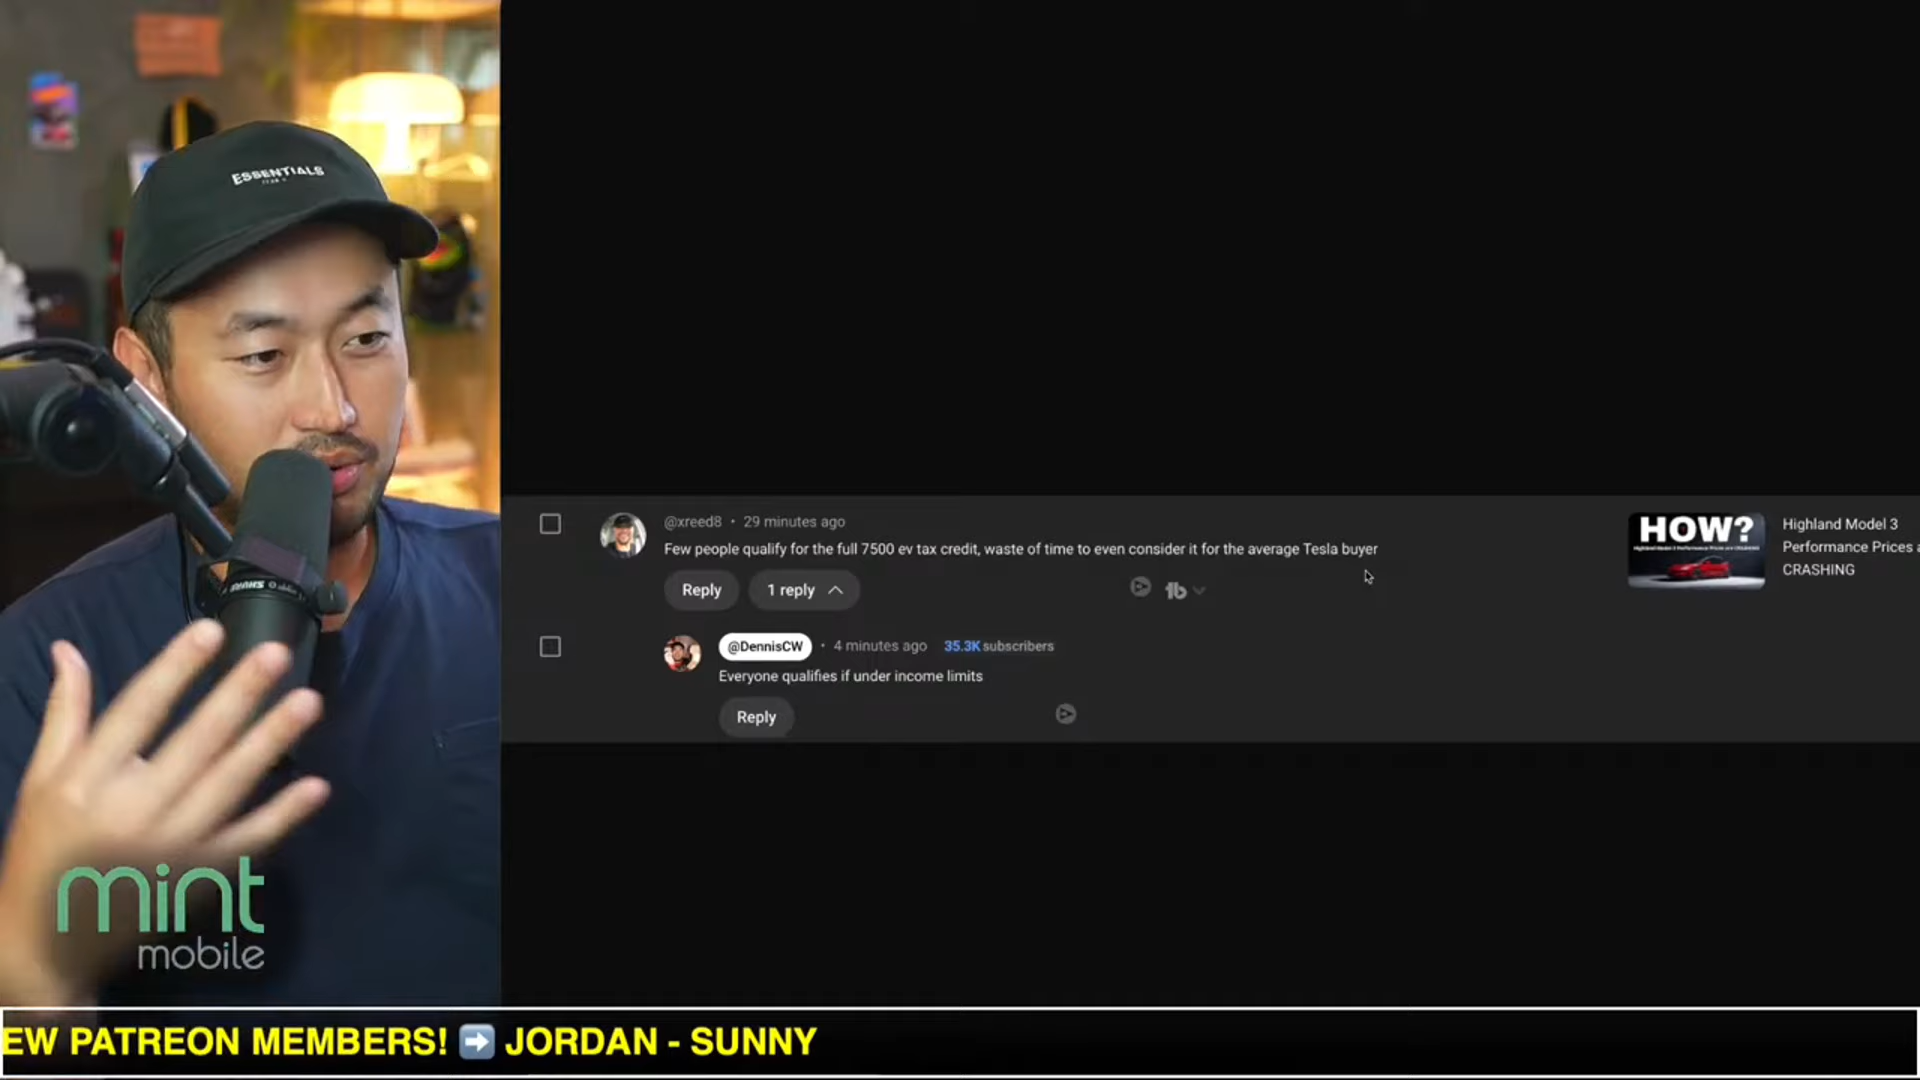 ESSENTIALS
@xreed8 • 29 minutes ago
Few people qualify for the full 7500 ev tax credit, waste of time to even consider it for the average Tesla buyer
Reply 1 reply
HOW?
Highland Model 3
Performance Prices a
CRASHING
@DennisCW • 4 minutes ago 35.3K subscribers
Everyone qualifies if under income limits
Reply
mint
mobile
EW PATREON MEMBERS! ➡️ JORDAN - SUNNY